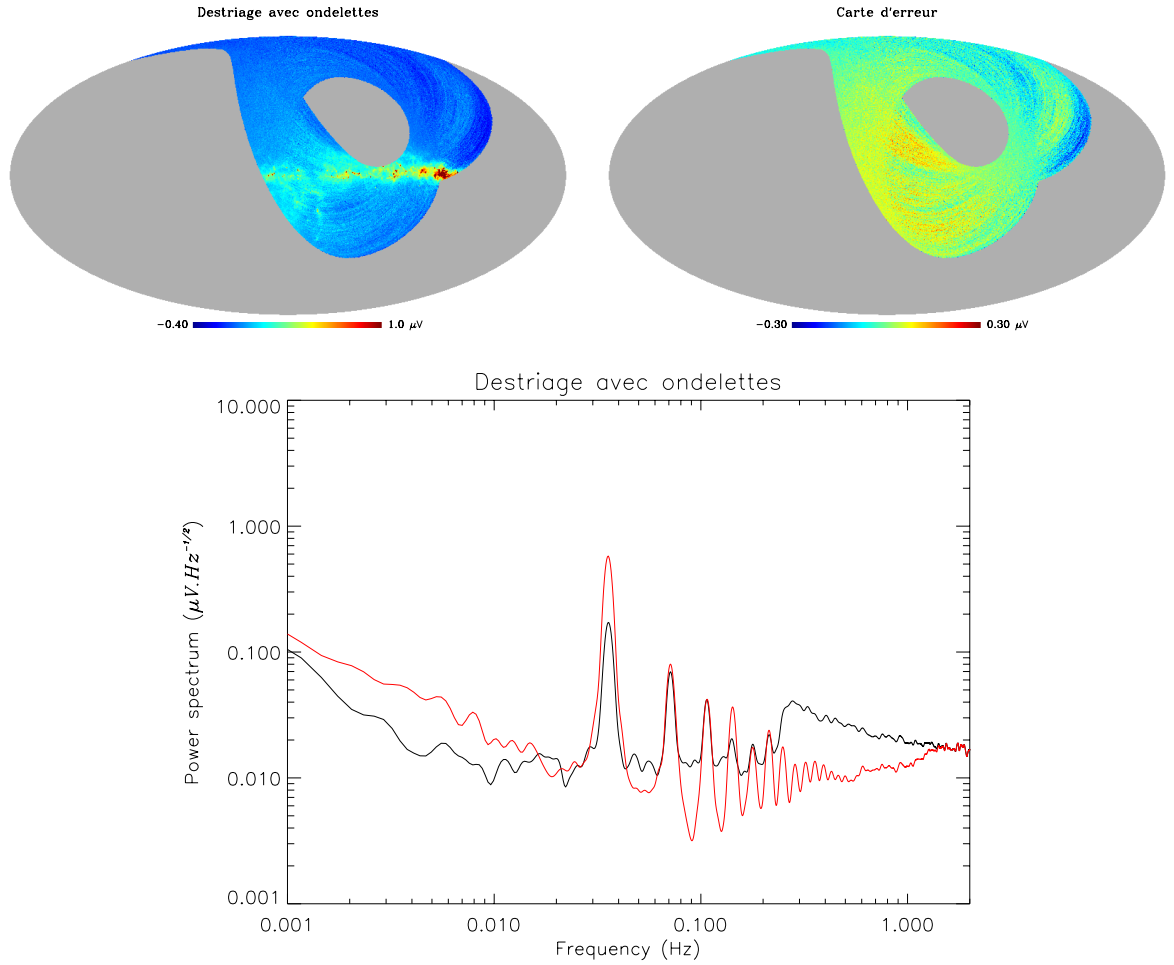 Destriage avec ondelettes
Carte d'erreur
-0.40 1.0 μV
-0.30 0.30 μV
Destriage avec ondelettes
10.000
1.000
0.100
0.010
0.001
Power spectrum (μV.Hz^-1/2)
0.001 0.010 0.100 1.000
Frequency (Hz)